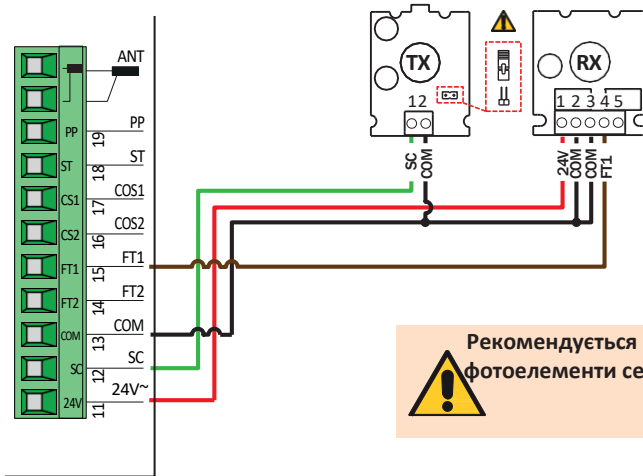 ANT
PP 19 PP
ST 18 ST
CS1 17 COS1
CS2 16 COS2
FT1 15 FT1
FT2 14 FT2
COM 13 COM
SC 12 SC
24V 11 24V~
TX
12
SC COM
RX
1 2 3 4 5
24V COM COM FT1
Рекомендується
фотоелементи се